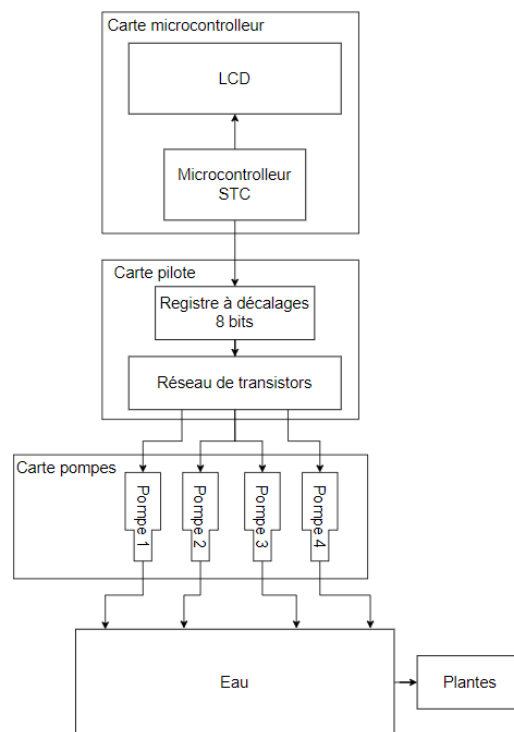 Carte microcontrolleur
LCD
Microcontrolleur
STC
Carte pilote
Registre à décalages
8 bits
Réseau de transistors
Carte pompes
Pompe 1
Pompe 2
Pompe 3
Pompe 4
Eau
Plantes